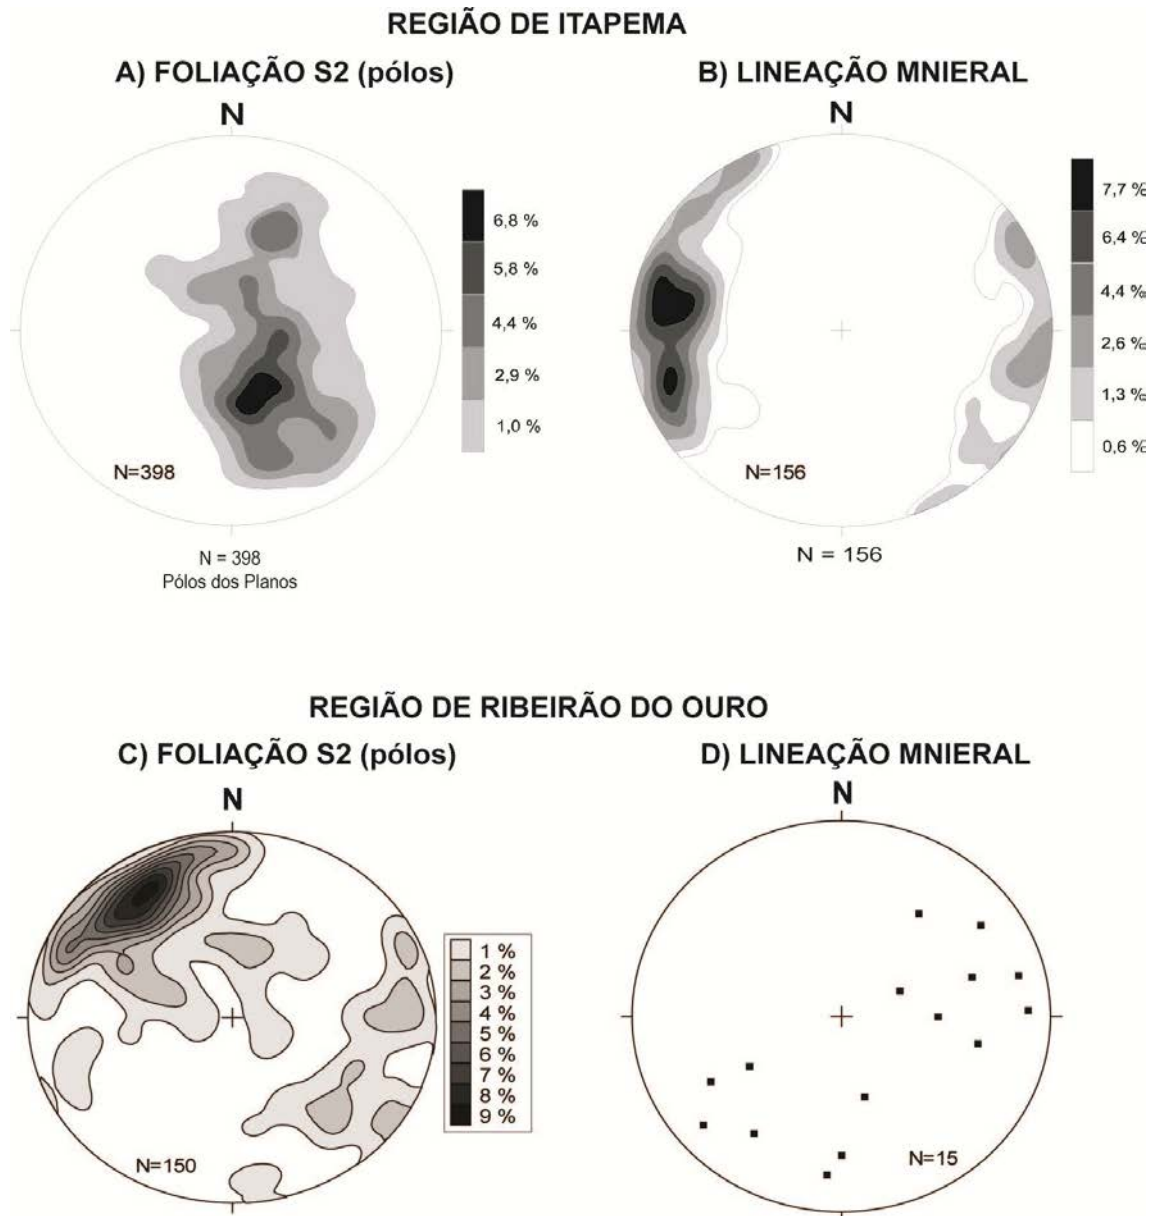 REGIÃO DE ITAPEMA
A) FOLIAÇÃO S2 (pólos)
B) LINEAÇÃO MNIERAL
N
N
6,8 %
5,8 %
4,4 %
2,9 %
1,0 %
7,7 %
6,4 %
4,4 %
2,6 %
1,3 %
0,6 %
N=398
N=156
N = 398
Pólos dos Planos
N = 156
REGIÃO DE RIBEIRÃO DO OURO
C) FOLIAÇÃO S2 (pólos)
D) LINEAÇÃO MNIERAL
N
N
1 %
2 %
3 %
4 %
5 %
6 %
7 %
8 %
9 %
N=150
N=15